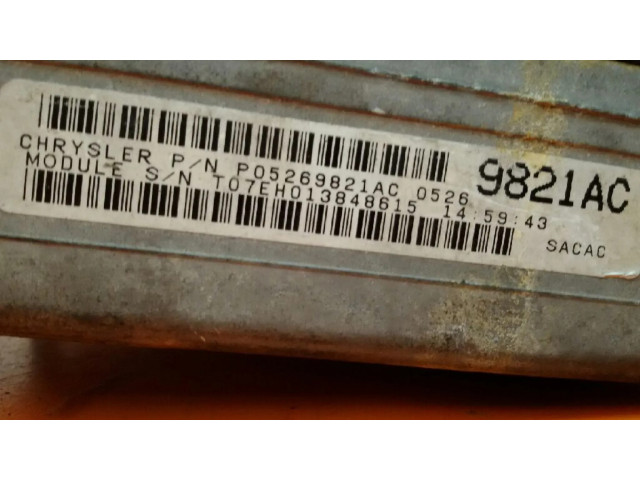 CHRYSLER P/N P05269821AC 0526
9821AC
MODULE S/N T07EH013848615 14:59:43
SACAC